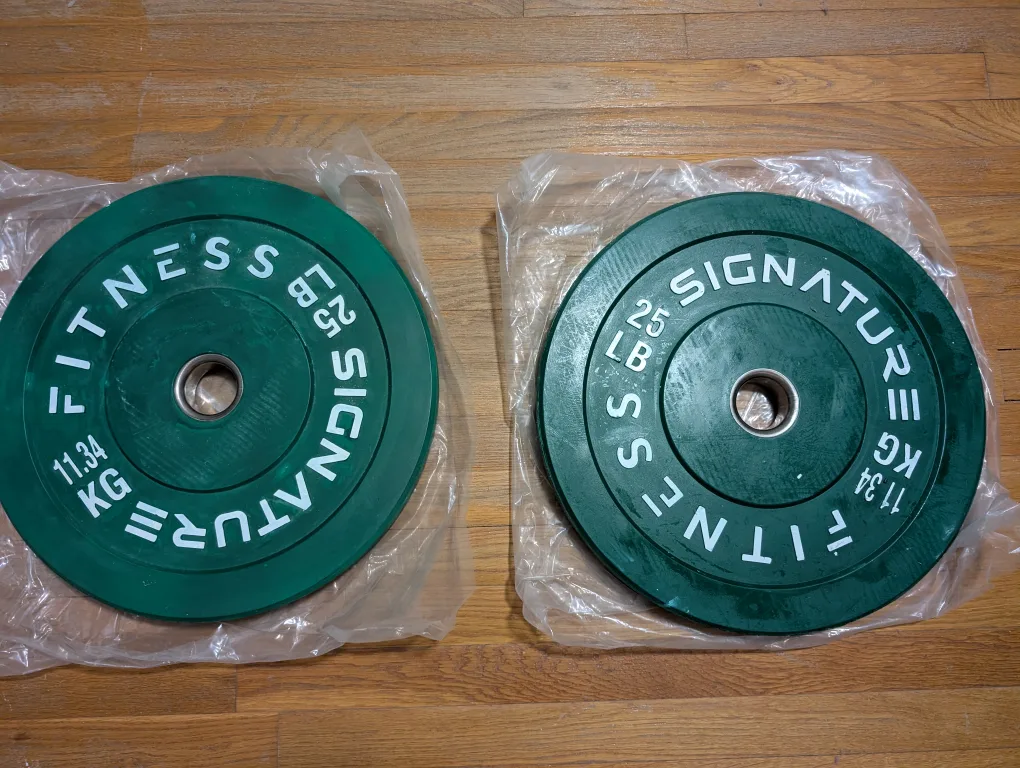 FITNESS
25
LB
SIGNATURE
11.34
KG
SIGNATURE
25
LB
FITNESS
11.34
KG